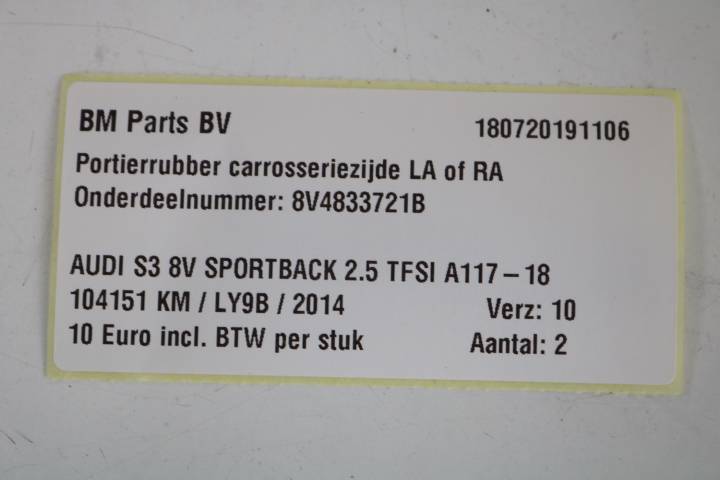 BM Parts BV 180720191106
Portierrubber carrosseriezijde LA of RA
Onderdeelnummer: 8V4833721B
AUDI S3 8V SPORTBACK 2.5 TFSI A117 – 18
104151 KM / LY9B / 2014 Verz: 10
10 Euro incl. BTW per stuk Aantal: 2